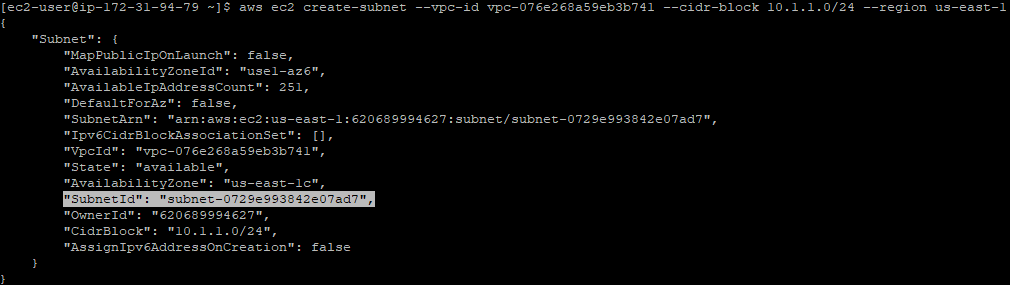 [ec2-user@ip-172-31-94-79 ~]$ aws ec2 create-subnet --vpc-id vpc-076e268a59eb3b741 --cidr-block 10.1.1.0/24 --region us-east-1
{
    "Subnet": {
        "MapPublicIpOnLaunch": false,
        "AvailabilityZoneId": "use1-az6",
        "AvailableIpAddressCount": 251,
        "DefaultForAz": false,
        "SubnetArn": "arn:aws:ec2:us-east-1:620689994627:subnet/subnet-0729e993842e07ad7",
        "Ipv6CidrBlockAssociationSet": [],
        "VpcId": "vpc-076e268a59eb3b741",
        "State": "available",
        "AvailabilityZone": "us-east-1c",
        "SubnetId": "subnet-0729e993842e07ad7",
        "OwnerId": "620689994627",
        "CidrBlock": "10.1.1.0/24",
        "AssignIpv6AddressOnCreation": false
    }
}